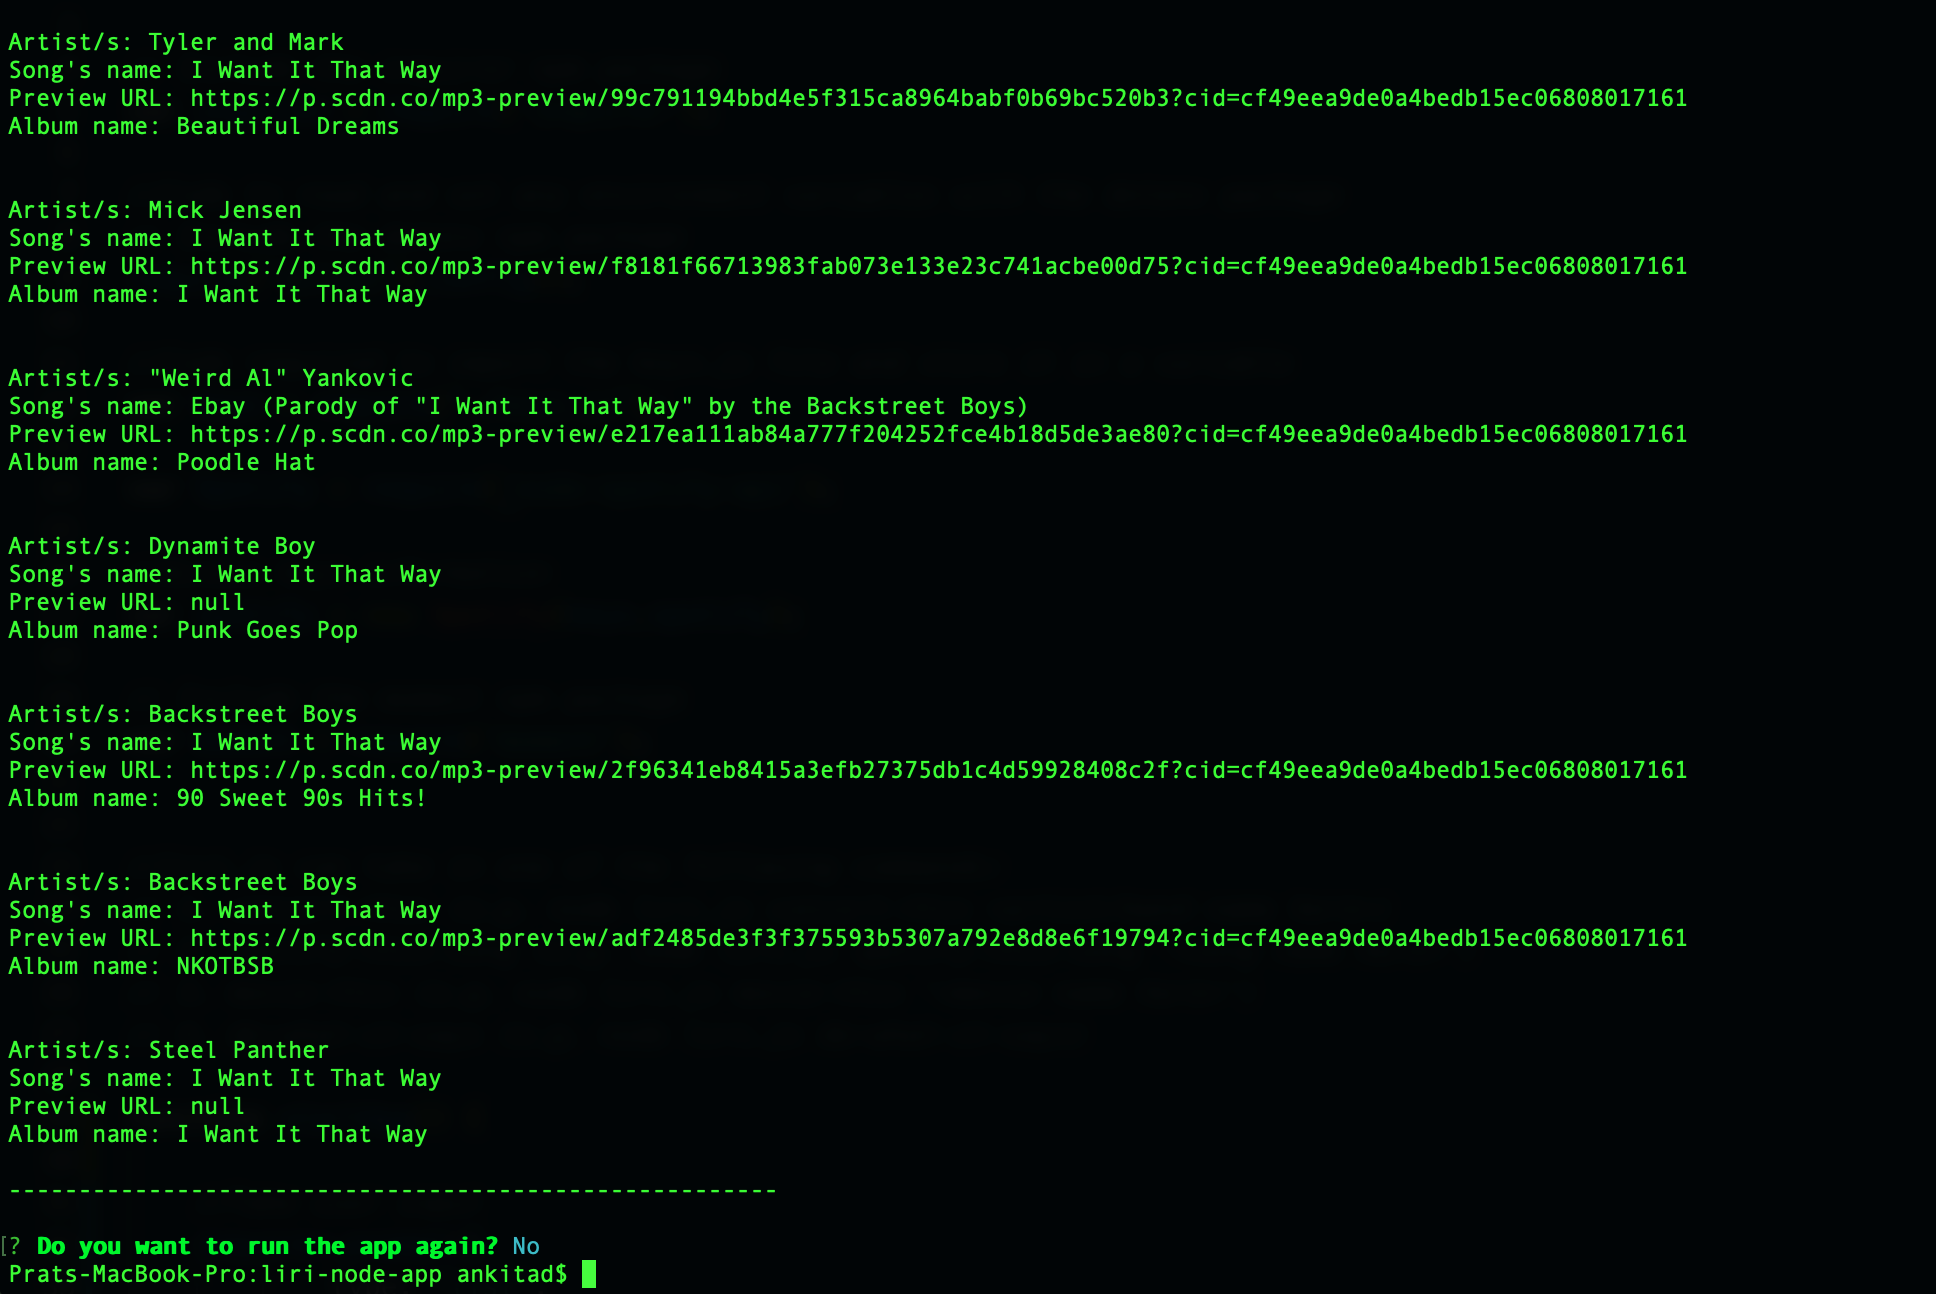 Artist/s: Tyler and Mark
Song's name: I Want It That Way
Preview URL: https://p.scdn.co/mp3-preview/99c791194bbd4e5f315ca8964babf0b69bc520b3?cid=cf49eea9de0a4bedb15ec06808017161
Album name: Beautiful Dreams
Artist/s: Mick Jensen
Song's name: I Want It That Way
Preview URL: https://p.scdn.co/mp3-preview/f8181f66713983fab073e133e23c741acbe00d75?cid=cf49eea9de0a4bedb15ec06808017161
Album name: I Want It That Way
Artist/s: "Weird Al" Yankovic
Song's name: Ebay (Parody of "I Want It That Way" by the Backstreet Boys)
Preview URL: https://p.scdn.co/mp3-preview/e217ea111ab84a777f204252fce4b18d5de3ae80?cid=cf49eea9de0a4bedb15ec06808017161
Album name: Poodle Hat
Artist/s: Dynamite Boy
Song's name: I Want It That Way
Preview URL: null
Album name: Punk Goes Pop
Artist/s: Backstreet Boys
Song's name: I Want It That Way
Preview URL: https://p.scdn.co/mp3-preview/2f96341eb8415a3efb27375db1c4d59928408c2f?cid=cf49eea9de0a4bedb15ec06808017161
Album name: 90 Sweet 90s Hits!
Artist/s: Backstreet Boys
Song's name: I Want It That Way
Preview URL: https://p.scdn.co/mp3-preview/adf2485de3f3f375593b5307a792e8d8e6f19794?cid=cf49eea9de0a4bedb15ec06808017161
Album name: NKOTBSB
Artist/s: Steel Panther
Song's name: I Want It That Way
Preview URL: null
Album name: I Want It That Way
-------------------------------------------------------
[? Do you want to run the app again? No
Prats-MacBook-Pro:liri-node-app ankitad$